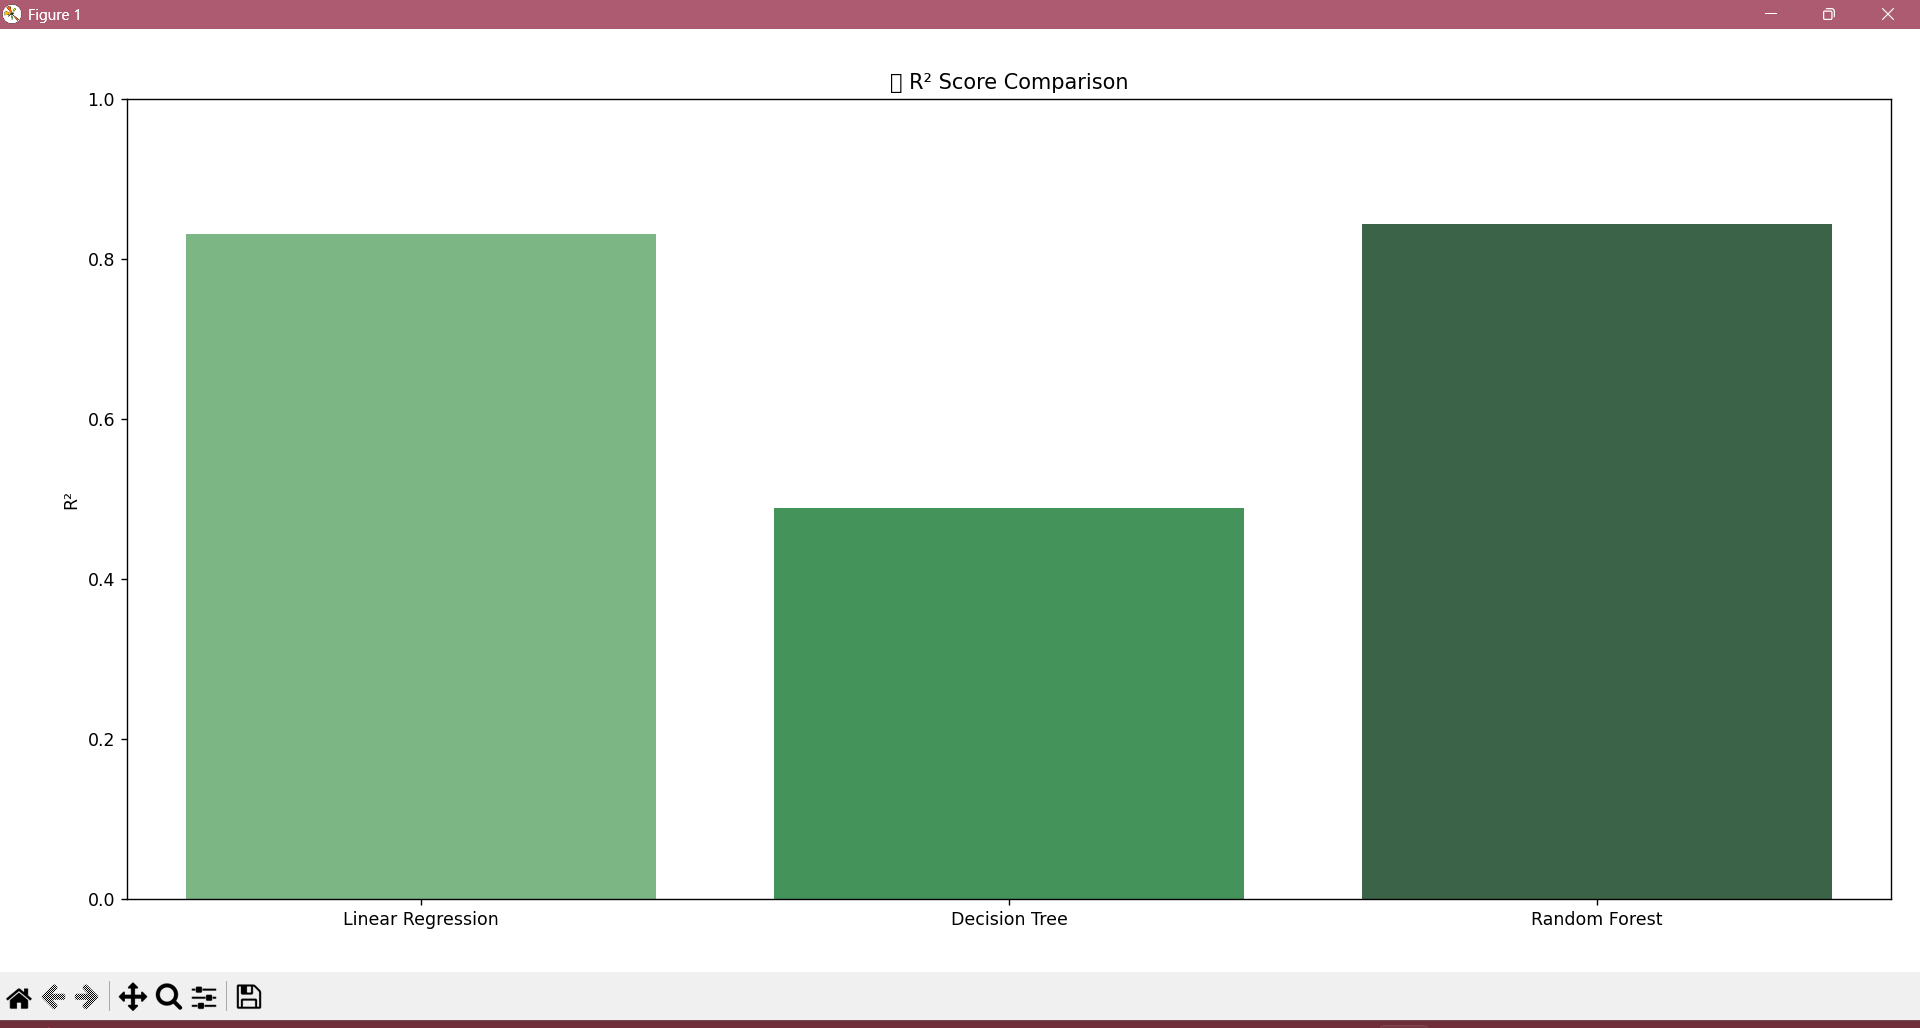 Figure 1
R² Score Comparison
1.0
0.8
0.6
0.4
0.2
0.0
R²
Linear Regression
Decision Tree
Random Forest